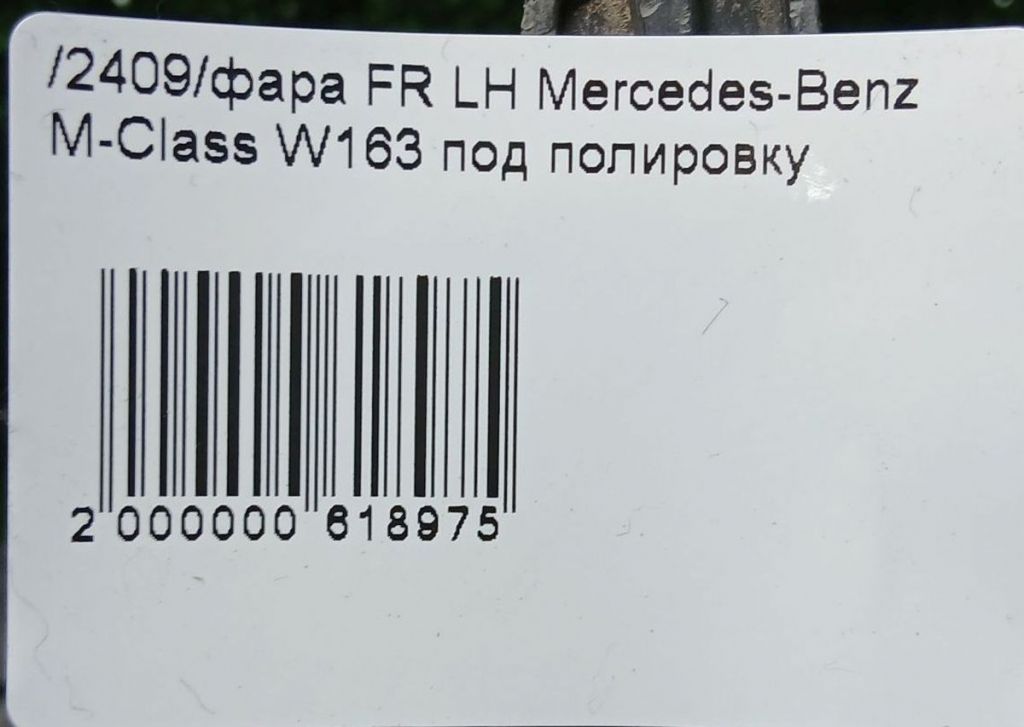 /2409/фара FR LH Mercedes-Benz
M-Class W163 под полировку
2 000000 618975